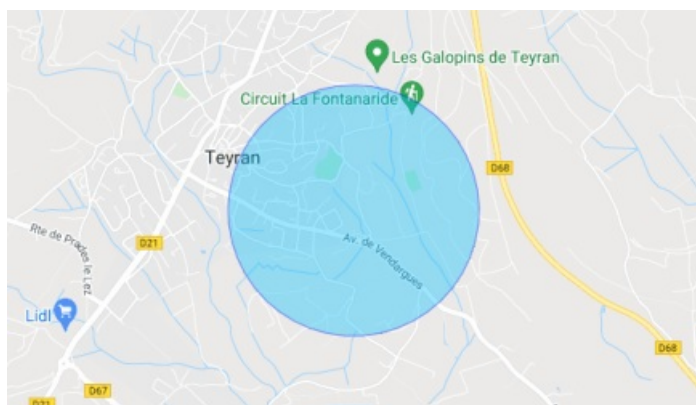 Les Galopins de Teyran
Circuit La Fontanaride
Teyran
D68
Rte de Prades le Lez
D21
Av. de Vendargues
Lidl
D68
D67
D21